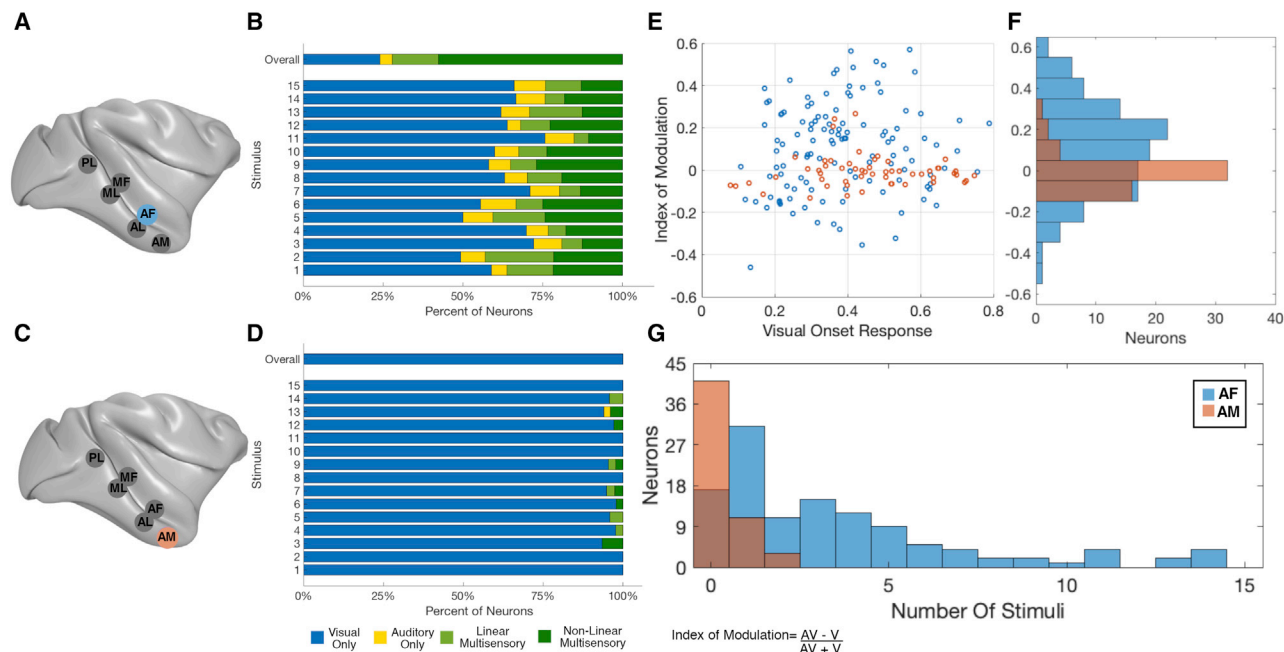 A
PL
MF
ML
AF
AL
AM
B
Overall
15
14
13
12
11
10
9
8
7
6
5
4
3
2
1
Stimulus
0% 25% 50% 75% 100%
Percent of Neurons
E
0.6
0.4
0.2
0
-0.2
-0.4
-0.6
Index of Modulation
0 0.2 0.4 0.6 0.8
Visual Onset Response
F
0.6
0.4
0.2
0
-0.2
-0.4
-0.6
0 10 20 30 40
Neurons
C
PL
MF
ML
AF
AL
AM
D
Overall
15
14
13
12
11
10
9
8
7
6
5
4
3
2
1
Stimulus
0% 25% 50% 75% 100%
Percent of Neurons
Visual
Only
Auditory
Only
Linear
Multisensory
Non-Linear
Multisensory
G
45
36
27
18
9
0
Neurons
AF
AM
0 5 10 15
Number Of Stimuli
Index of Modulation= AV - V
AV + V